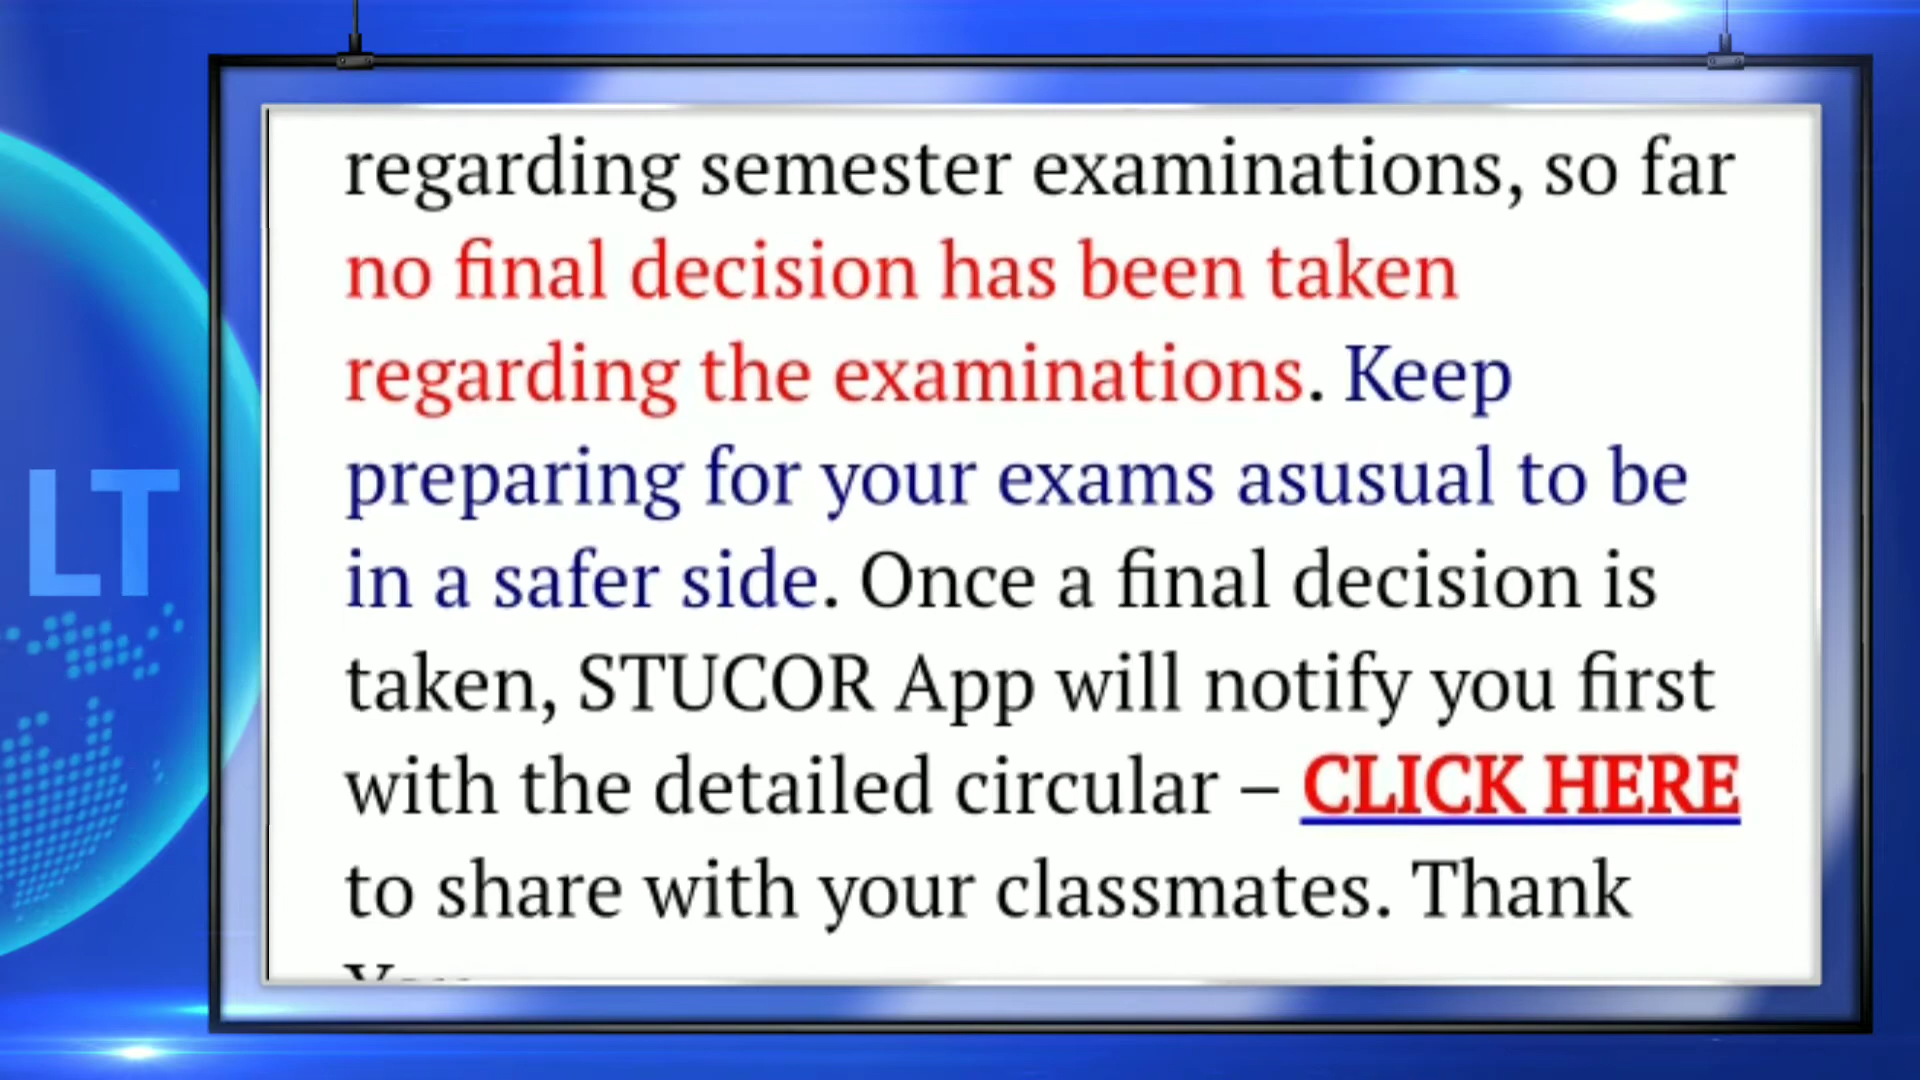 regarding semester examinations, so far
no final decision has been taken
regarding the examinations. Keep
preparing for your exams asusual to be
in a safer side. Once a final decision is
taken, STUCOR App will notify you first
with the detailed circular – CLICK HERE
to share with your classmates. Thank
LT